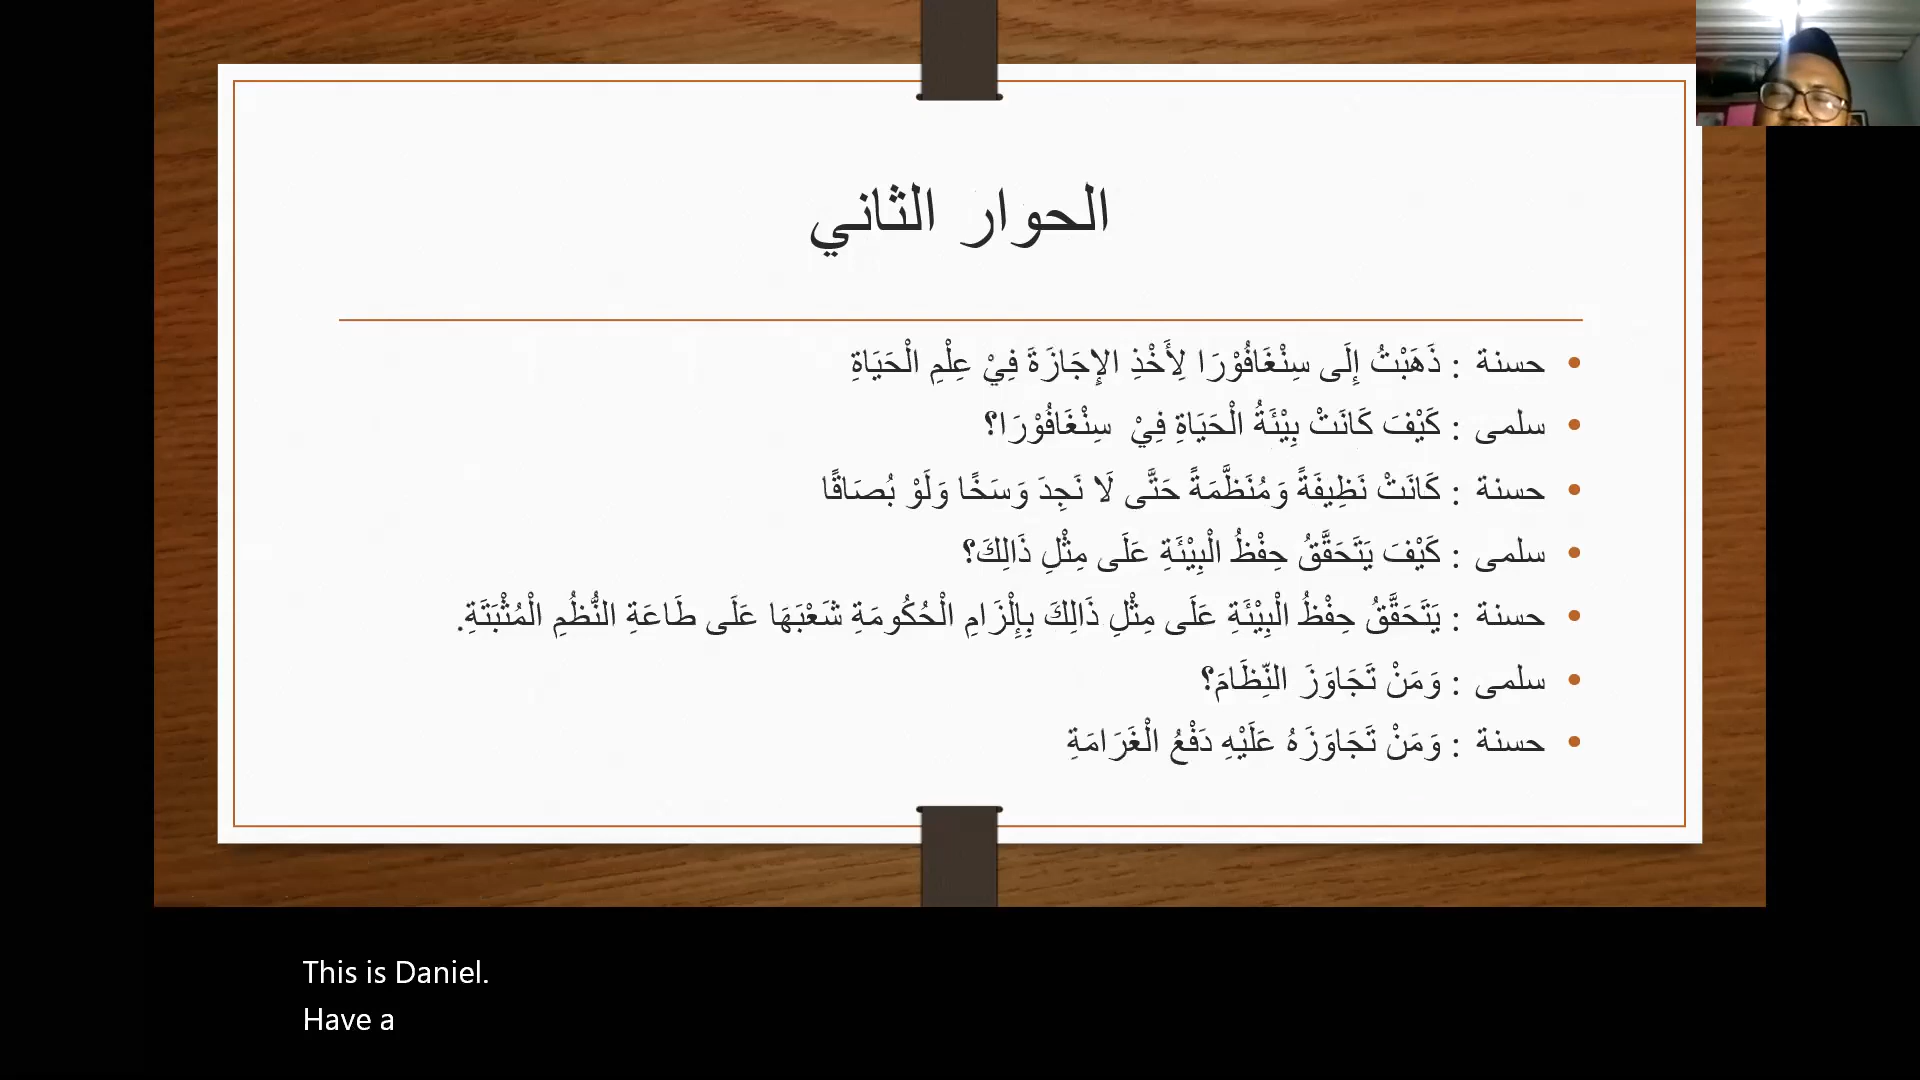 الحوار الثاني
• حسنة : ذَهَبْتُ إِلَى سِنْغَافُوْرَا لِأَخْذِ الإِجَازَةَ فِيْ عِلْمِ الْحَيَاةِ
• سلمى : كَيْفَ كَانَتْ بِيْئَةُ الْحَيَاةِ فِيْ سِنْغَافُوْرَا؟
• حسنة : كَانَتْ نَظِيفَةً وَمُنَظَّمَةً حَتَّى لَا نَجِدَ وَسَخًا وَلَوْ بُصَاقًا
• سلمى : كَيْفَ يَتَحَقَّقُ حِفْظُ الْبِيْئَةِ عَلَى مِثْلِ ذَالِكَ؟
• حسنة : يَتَحَقَّقُ حِفْظُ الْبِيْئَةِ عَلَى مِثْلِ ذَالِكَ بِإِلْزَامِ الْحُكُومَةِ شَعْبَهَا عَلَى طَاعَةِ النُّظُمِ الْمُثْبَتَةِ.
• سلمى : وَمَنْ تَجَاوَزَ النِّظَامَ؟
• حسنة : وَمَنْ تَجَاوَزَهُ عَلَيْهِ دَفْعُ الْغَرَامَةِ
This is Daniel.
Have a